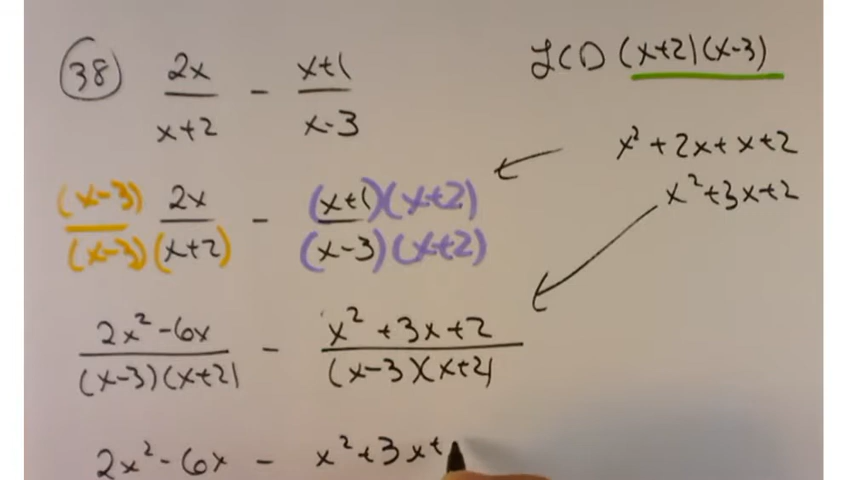 38 2x/x+2 - x+1/x-3 LCD (x+2)(x-3)
x² + 2x + x + 2
(x-3)/(x-3) 2x/(x+2) - (x+1)(x+2)/(x-3)(x+2) x² + 3x + 2
2x² - 6x/(x-3)(x+2) - x² + 3x + 2/(x-3)(x+2)
2x² - 6x - x² + 3x +